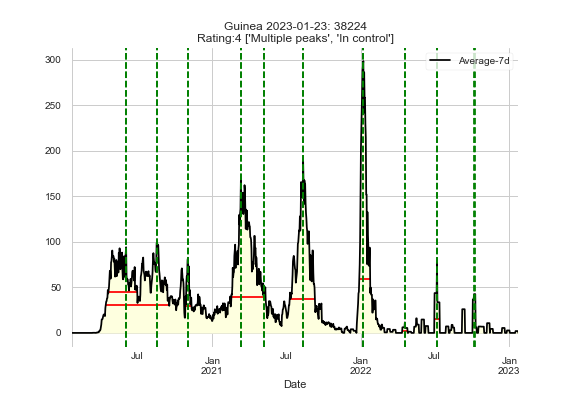 Guinea 2023-01-23: 38224
Rating:4 ['Multiple peaks', 'In control']
Average-7d
300
250
200
150
100
50
0
Jul
Jan
2021
Jul
Jan
2022
Jul
Jan
2023
Date